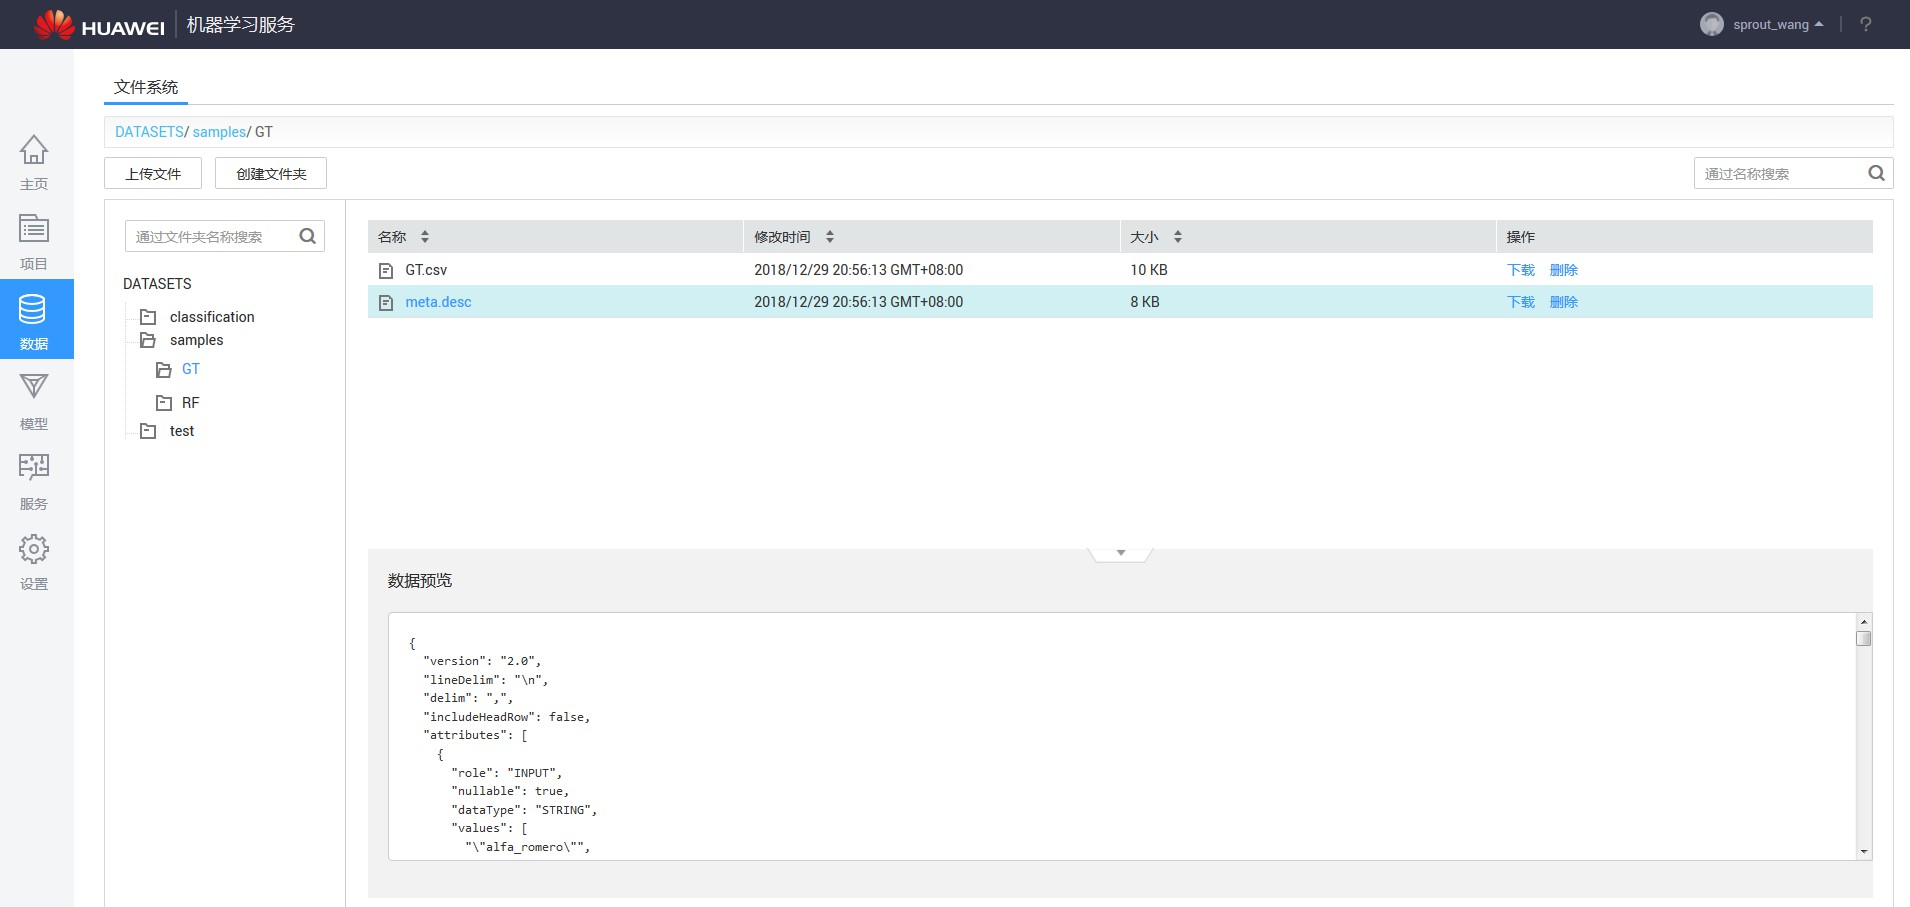 HUAWEI 机器学习服务 sprout_wang ?
文件系统
DATASETS/ samples/ GT
上传文件 创建文件夹 通过名称搜索
主页
项目
数据
模型
服务
设置
通过文件夹名称搜索
DATASETS
classification
samples
GT
RF
test
名称 修改时间 大小 操作
GT.csv 2018/12/29 20:56:13 GMT+08:00 10 KB 下载 删除
meta.desc 2018/12/29 20:56:13 GMT+08:00 8 KB 下载 删除
数据预览
{
"version": "2.0",
"lineDelim": "\n",
"delim": ",",
"includeHeadRow": false,
"attributes": [
{
"role": "INPUT",
"nullable": true,
"dataType": "STRING",
"values": [
"\"alfa_romero\"",